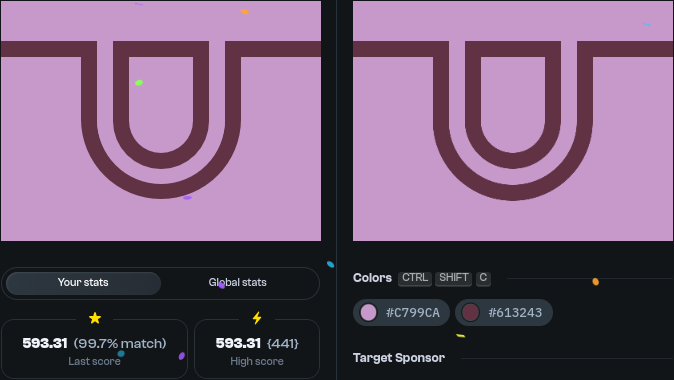 Your stats
Global stats
593.31 (99.7% match)
Last score
593.31 {441}
High score
Colors CTRL SHIFT C
#C799CA
#613243
Target Sponsor